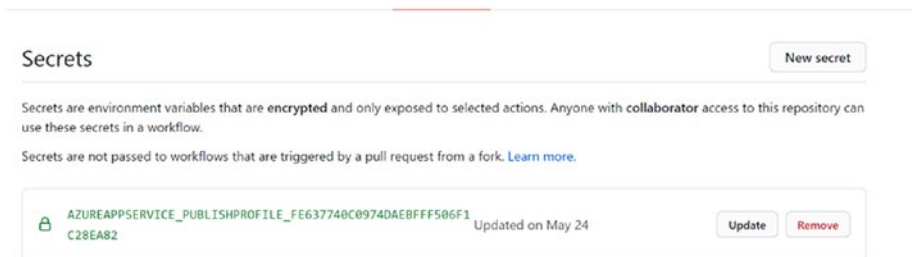 Secrets
New secret
Secrets are environment variables that are encrypted and only exposed to selected actions. Anyone with collaborator access to this repository can
use these secrets in a workflow.
Secrets are not passed to workflows that are triggered by a pull request from a fork. Learn more.
AZUREAPPSERVICE_PUBLISHPROFILE_FE637740C0974DAEBFFF506F1
C28EA82
Updated on May 24
Update
Remove